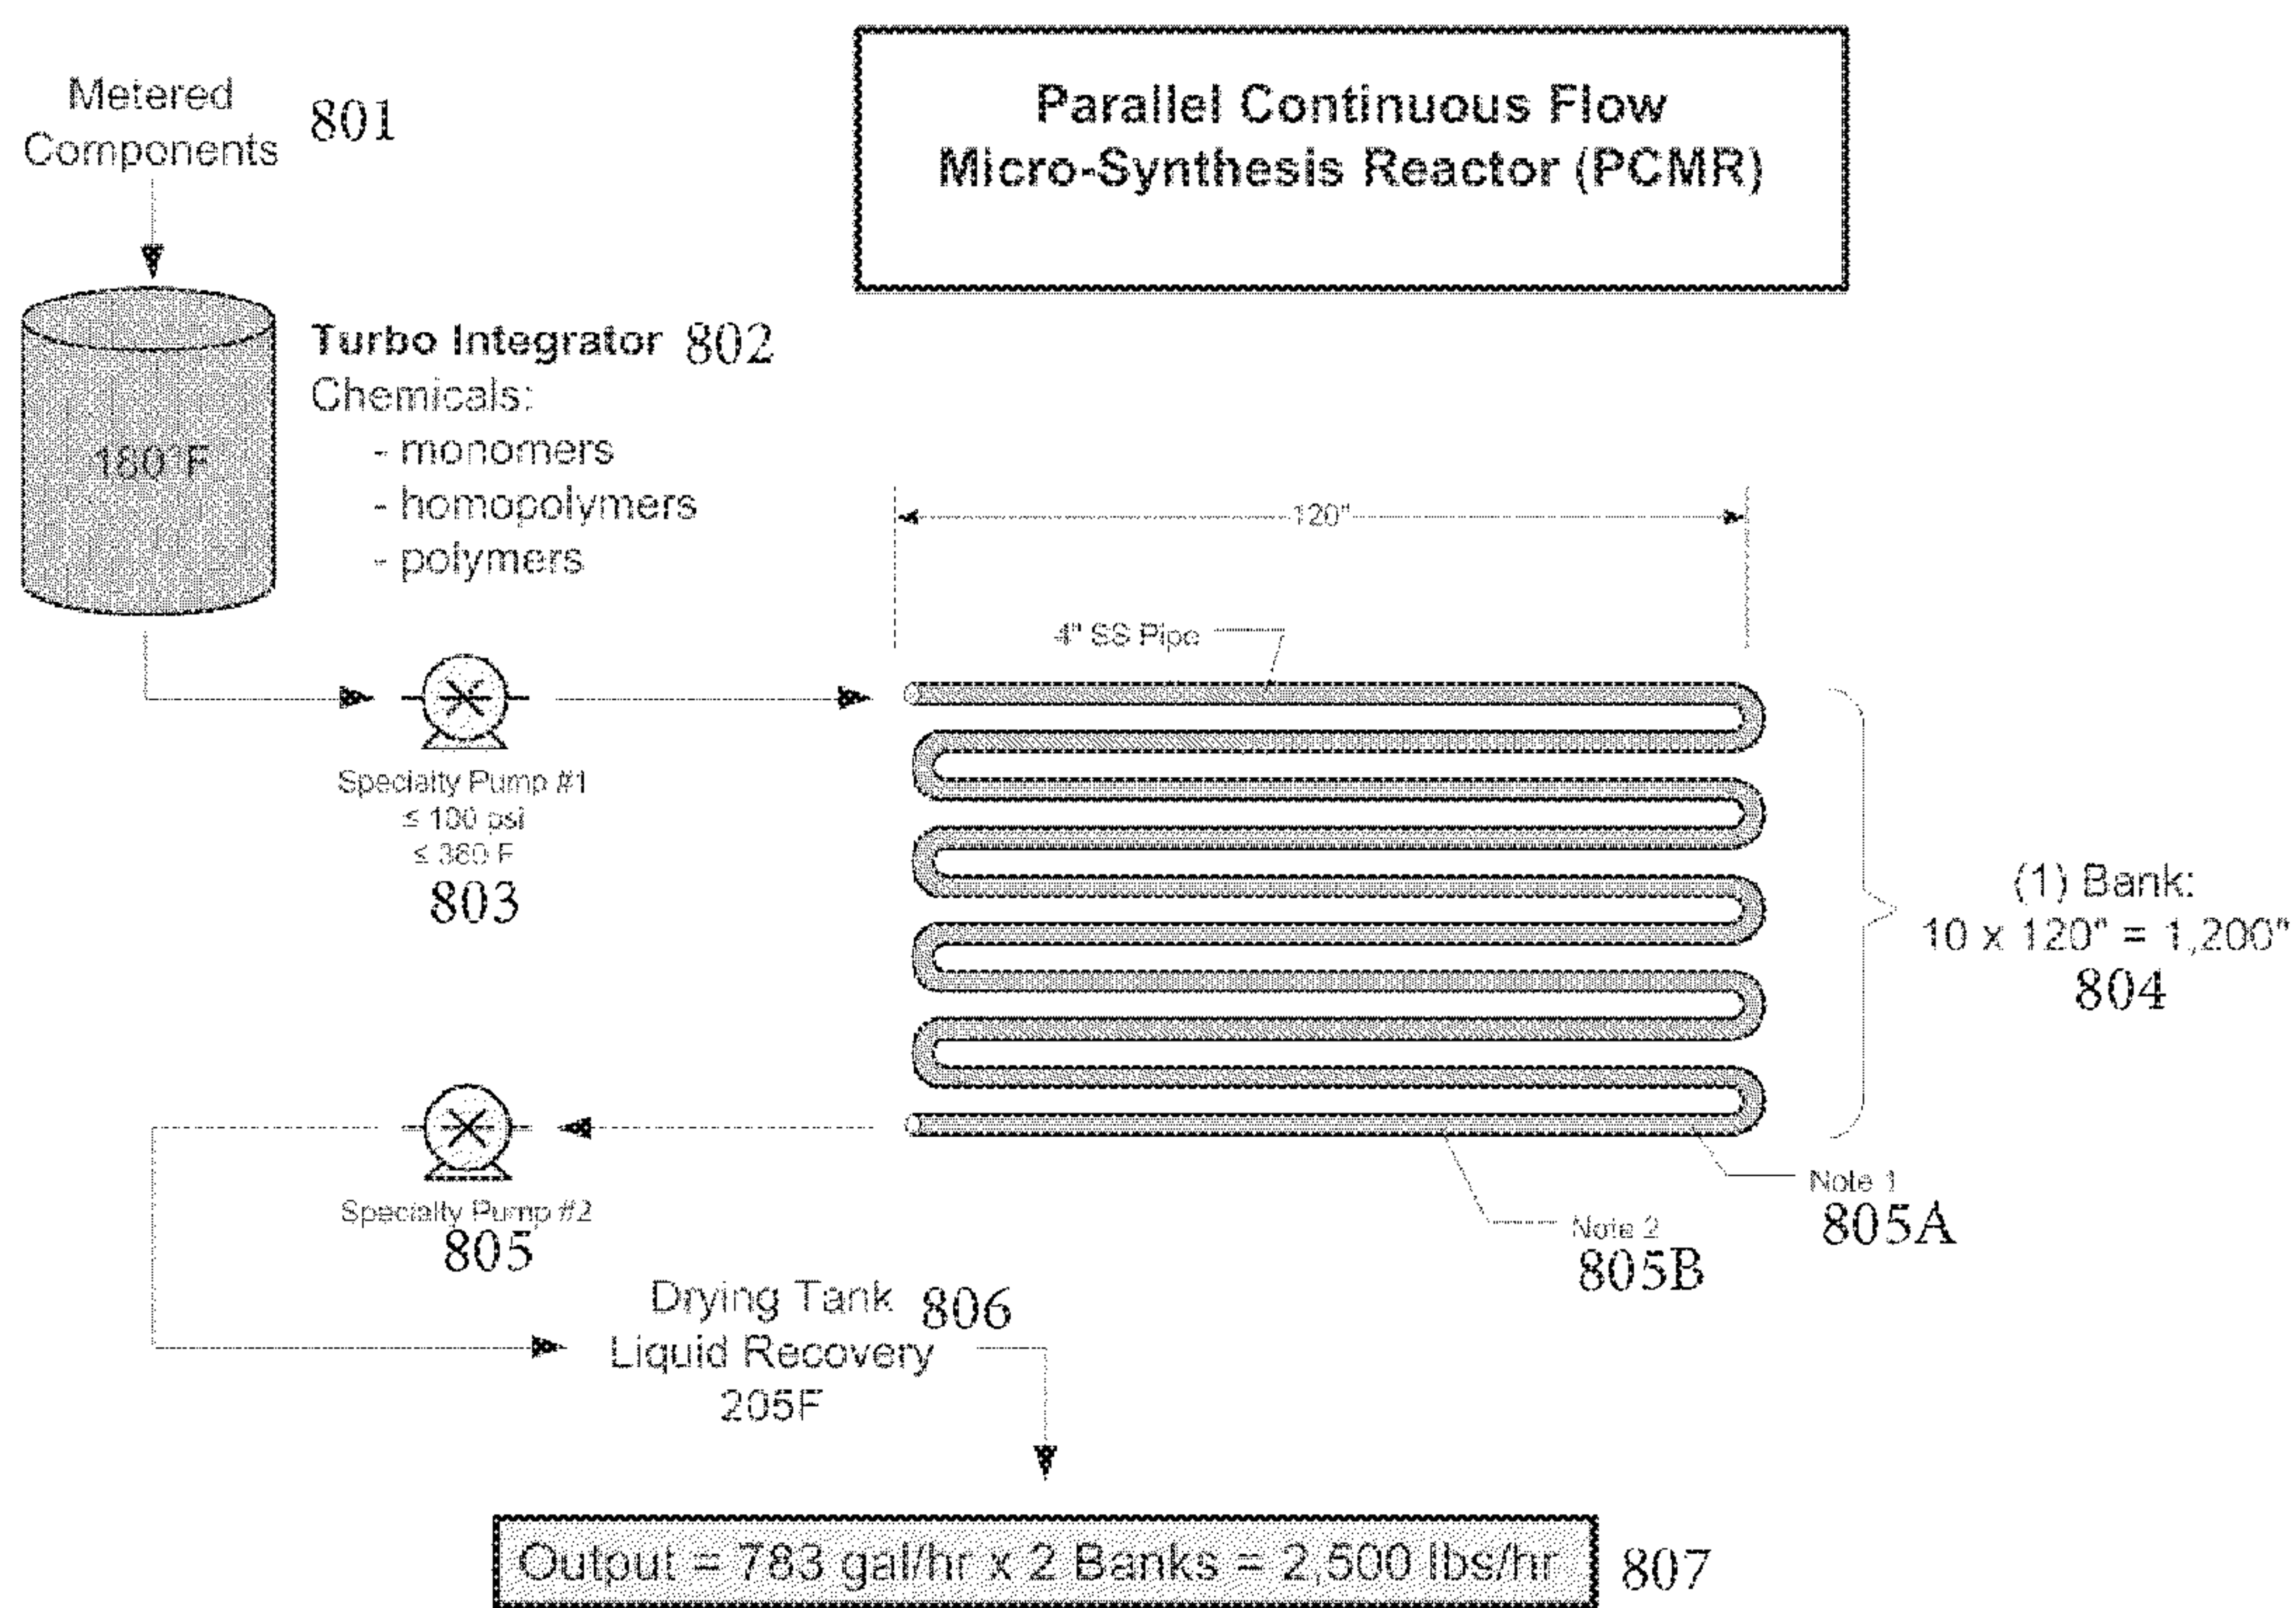 Parallel Continuous Flow
Micro-Synthesis Reactor (PCMR)
Metered
Components
801
180°F
Turbo Integrator 802
Chemicals:
- monomers
- homopolymers
- polymers
120"
4" SS Pipe
Specialty Pump #1
≤ 100 psi
≤ 360 F
803
(1) Bank:
10 x 120" = 1,200"
804
Note 1
805A
Note 2
805B
Specialty Pump #2
805
Drying Tank 806
Liquid Recovery
205F
Output = 783 gal/hr x 2 Banks = 2,500 lbs/hr 807